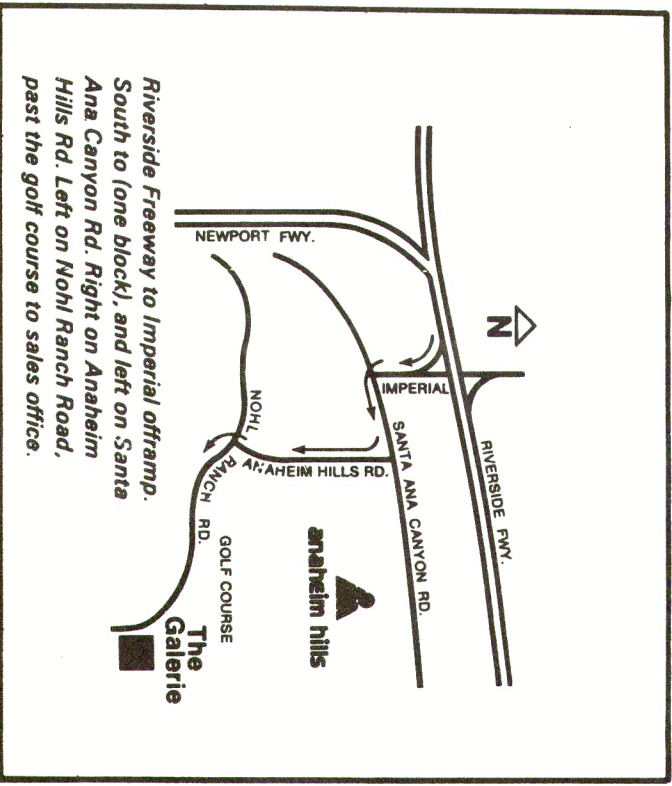 N
RIVERSIDE FWY.
IMPERIAL
SANTA ANA CANYON RD.
NEWPORT FWY.
ANAHEIM HILLS RD.
anaheim hills
NOHL RANCH RD.
GOLF COURSE
The
Galerie
Riverside Freeway to Imperial offramp.
South to (one block), and left on Santa
Ana Canyon Rd. Right on Anaheim
Hills Rd. Left on Nohl Ranch Road,
past the golf course to sales office.